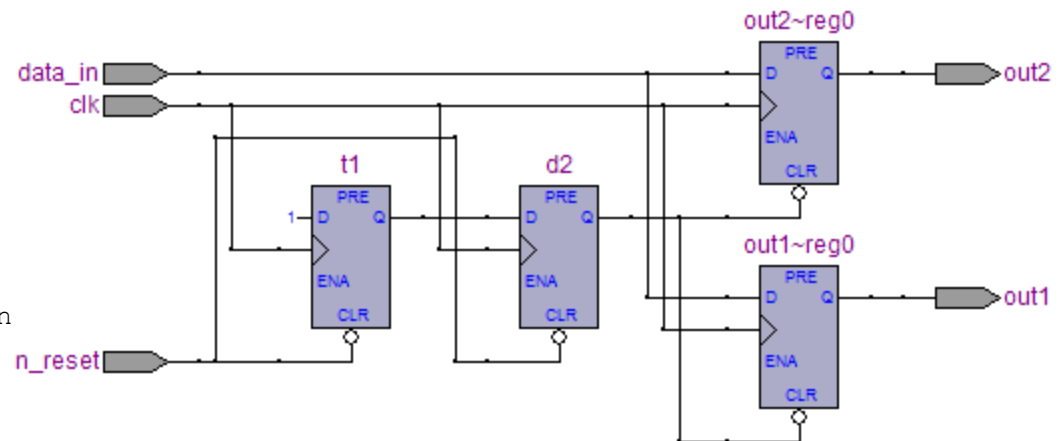 out2~reg0
data_in
PRE
D
Q
out2
clk
ENA
CLR
t1
d2
PRE
PRE
1
D
Q
D
Q
out1~reg0
PRE
ENA
ENA
D
Q
out1
n
CLR
CLR
n_reset
ENA
CLR